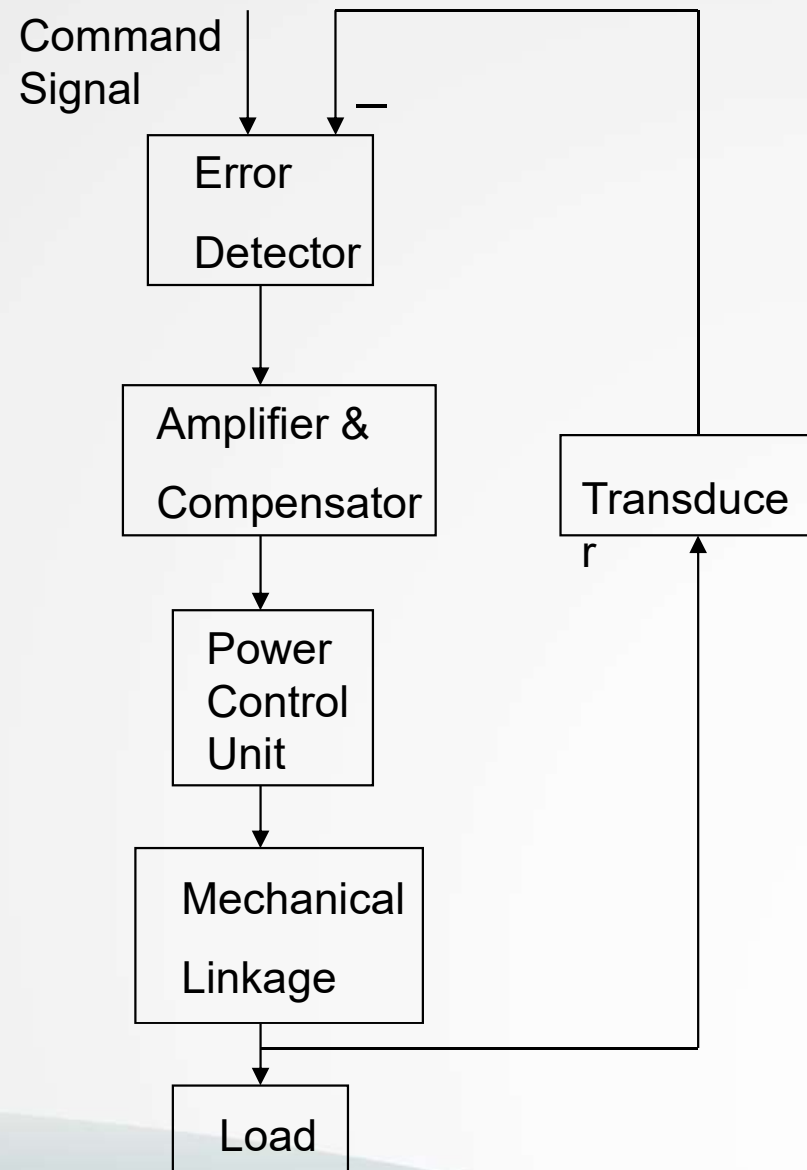 Command
Signal
—
Error
Detector
Amplifier &
Compensator
Transduce
r
Power
Control
Unit
Mechanical
Linkage
Load